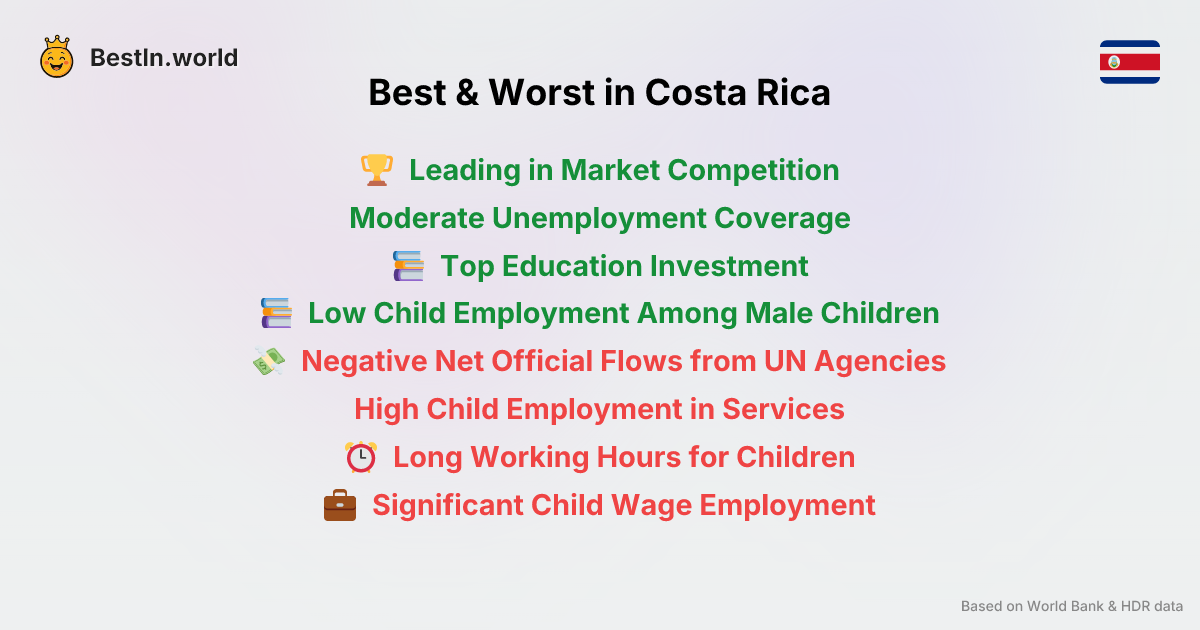 BestIn.world
Best & Worst in Costa Rica
Leading in Market Competition
Moderate Unemployment Coverage
Top Education Investment
Low Child Employment Among Male Children
Negative Net Official Flows from UN Agencies
High Child Employment in Services
Long Working Hours for Children
Significant Child Wage Employment
Based on World Bank & HDR data